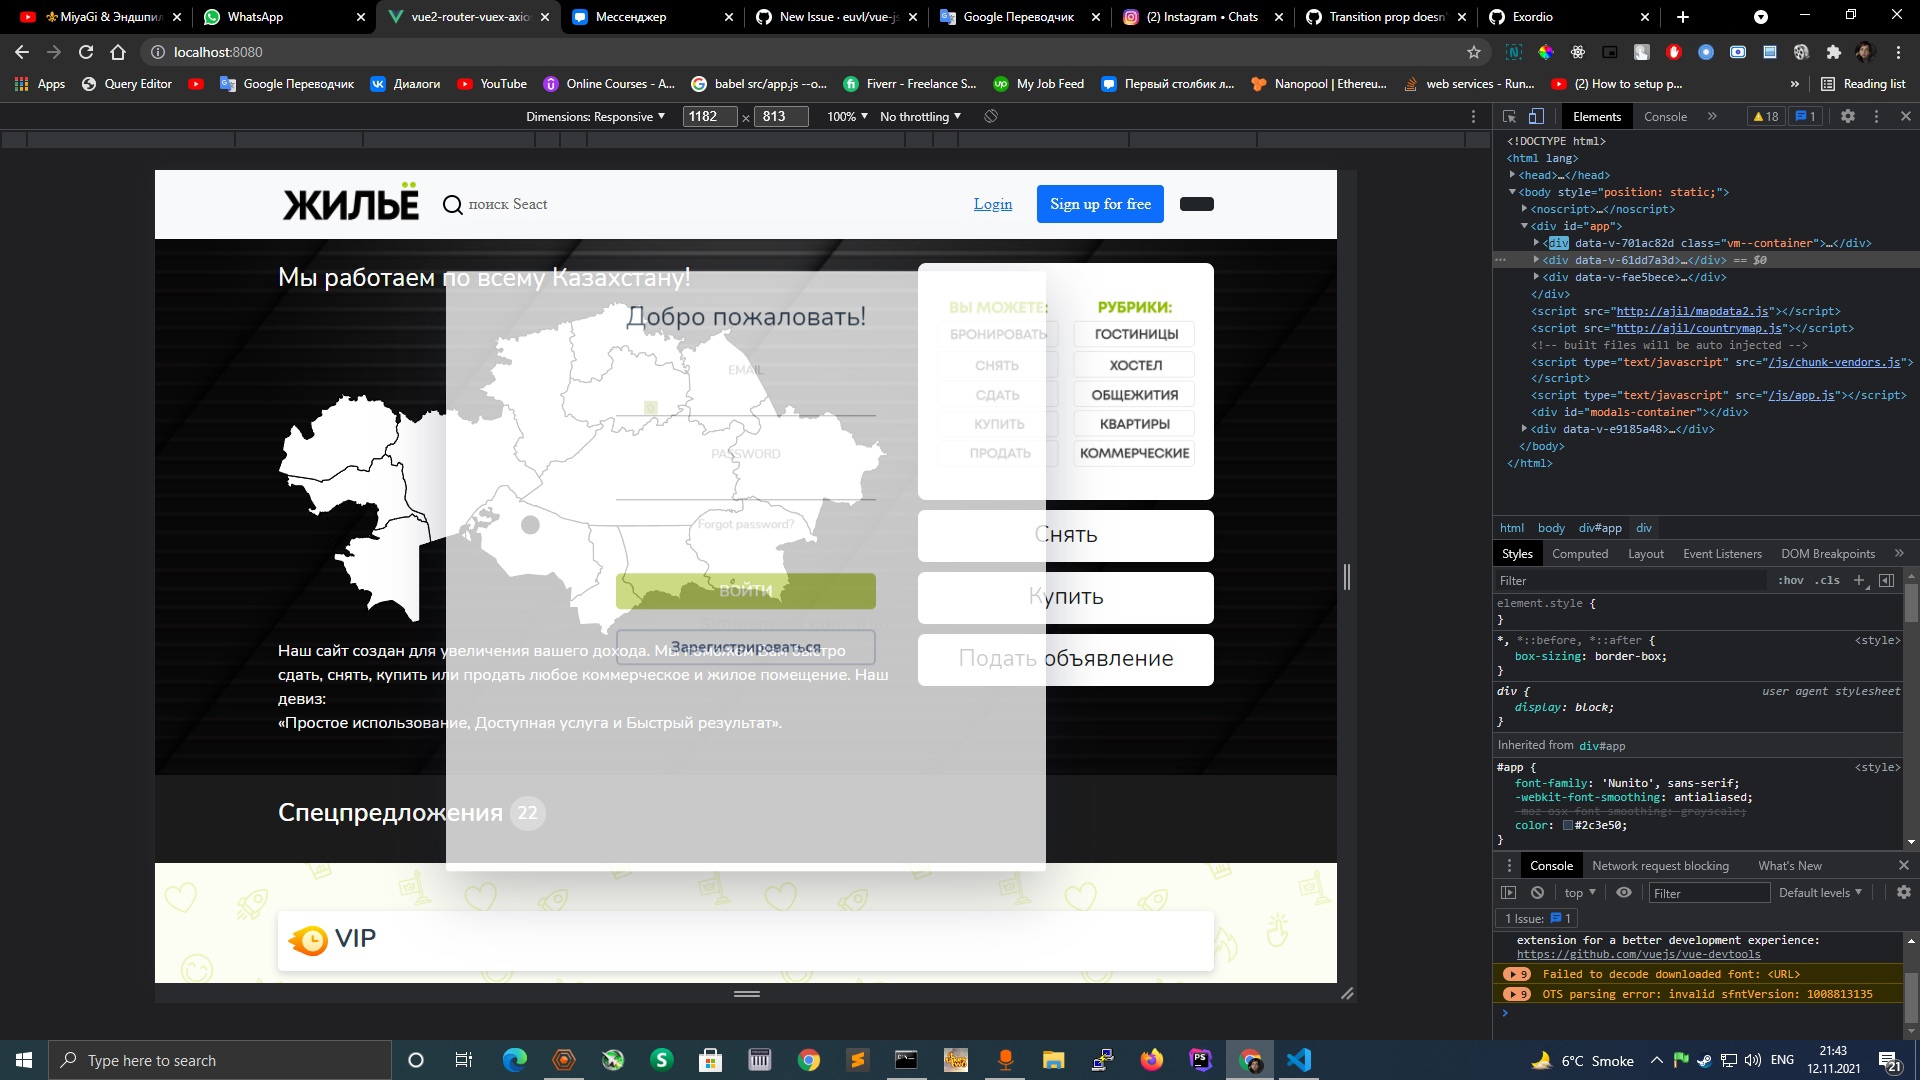 MiyaGi & Эндшпил
WhatsApp
vue2-router-vuex-axio
Мессенджер
New Issue · euvl/vue-js
Google Переводчик
(2) Instagram • Chats
Transition prop doesn'
Exordio
localhost:8080
Apps
Query Editor
Google Переводчик
Диалоги
YouTube
Online Courses - A...
babel src/app.js --o...
Fiverr - Freelance S...
My Job Feed
Первый столбик л...
Nanopool | Ethereu...
web services - Run...
(2) How to setup p...
»
Reading list
Dimensions: Responsive
1182 × 813
100%
No throttling
ЖИЛЬЁ
поиск Seact
Login
Sign up for free
Мы работаем по всему Казахстану!
Добро пожаловать!
EMAIL
PASSWORD
Forgot password?
ВОЙТИ
Зарегистрироваться
ВЫ МОЖЕТЕ:
БРОНИРОВАТЬ
СНЯТЬ
СДАТЬ
КУПИТЬ
ПРОДАТЬ
РУБРИКИ:
ГОСТИНИЦЫ
ХОСТЕЛ
ОБЩЕЖИТИЯ
КВАРТИРЫ
КОММЕРЧЕСКИЕ
Снять
Купить
Подать объявление
Наш сайт создан для увеличения вашего дохода. Мы поможем Вам быстро
сдать, снять, купить или продать любое коммерческое и жилое помещение. Наш
девиз:
«Простое использование, Доступная услуга и Быстрый результат».
Спецпредложения 22
VIP
Elements
Console
»
18
1
<!DOCTYPE html>
<html lang>
<head>…</head>
<body style="position: static;">
<noscript>…</noscript>
<div id="app">
<div data-v-701ac82d class="vm--container">…</div>
<div data-v-61dd7a3d>…</div> == $0
<div data-v-fae5bece>…</div>
</div>
<script src="http://ajil/mapdata2.js"></script>
<script src="http://ajil/countrymap.js"></script>
<!-- built files will be auto injected -->
<script type="text/javascript" src="/js/chunk-vendors.js">
</script>
<script type="text/javascript" src="/js/app.js"></script>
<div id="modals-container"></div>
<div data-v-e9185a48>…</div>
</body>
</html>
html
body
div#app
div
Styles
Computed
Layout
Event Listeners
DOM Breakpoints
»
Filter
:hov
.cls
+
element.style {
}
*, *::before, *::after {
<style>
box-sizing: border-box;
}
div {
user agent stylesheet
display: block;
}
Inherited from div#app
#app {
<style>
font-family: 'Nunito', sans-serif;
-webkit-font-smoothing: antialiased;
-moz-osx-font-smoothing: grayscale;
color: #2c3e50;
}
Console
Network request blocking
What's New
top
Filter
Default levels
1 Issue: 1
extension for a better development experience:
https://github.com/vuejs/vue-devtools
9 Failed to decode downloaded font: <URL>
9 OTS parsing error: invalid sfntVersion: 1008813135
Type here to search
6°C Smoke
ENG
21:43
12.11.2021
21